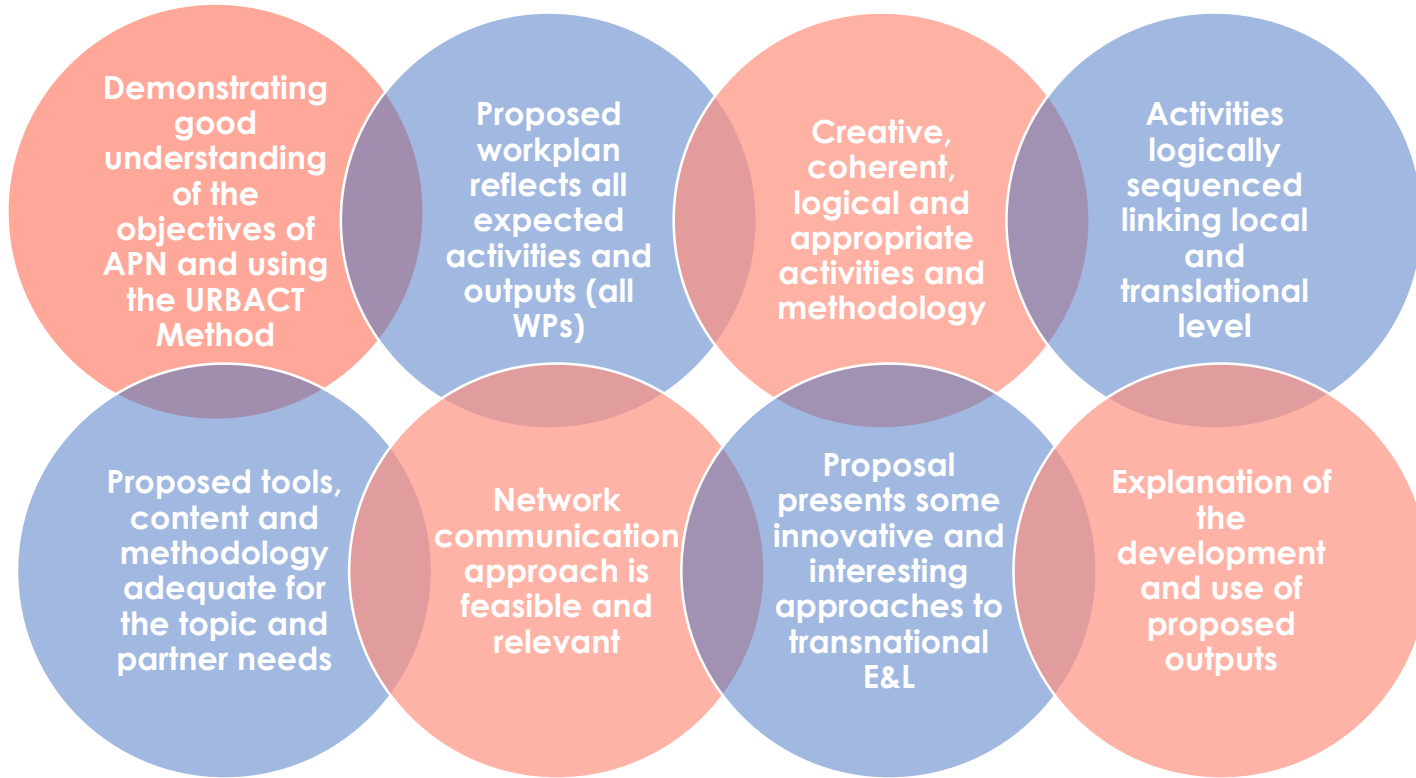 Demonstrating
good
understanding
of the
objectives of
APN and using
the URBACT
Method
Proposed
workplan
reflects all
expected
activities and
outputs (all
WPs)
Creative,
coherent,
logical and
appropriate
activities and
methodology
Activities
logically
sequenced
linking local
and
translational
level
Proposed tools,
content and
methodology
adequate for
the topic and
partner needs
Network
communication
approach is
feasible and
relevant
Proposal
presents some
innovative and
interesting
approaches to
transnational
E&L
Explanation of
the
development
and use of
proposed
outputs